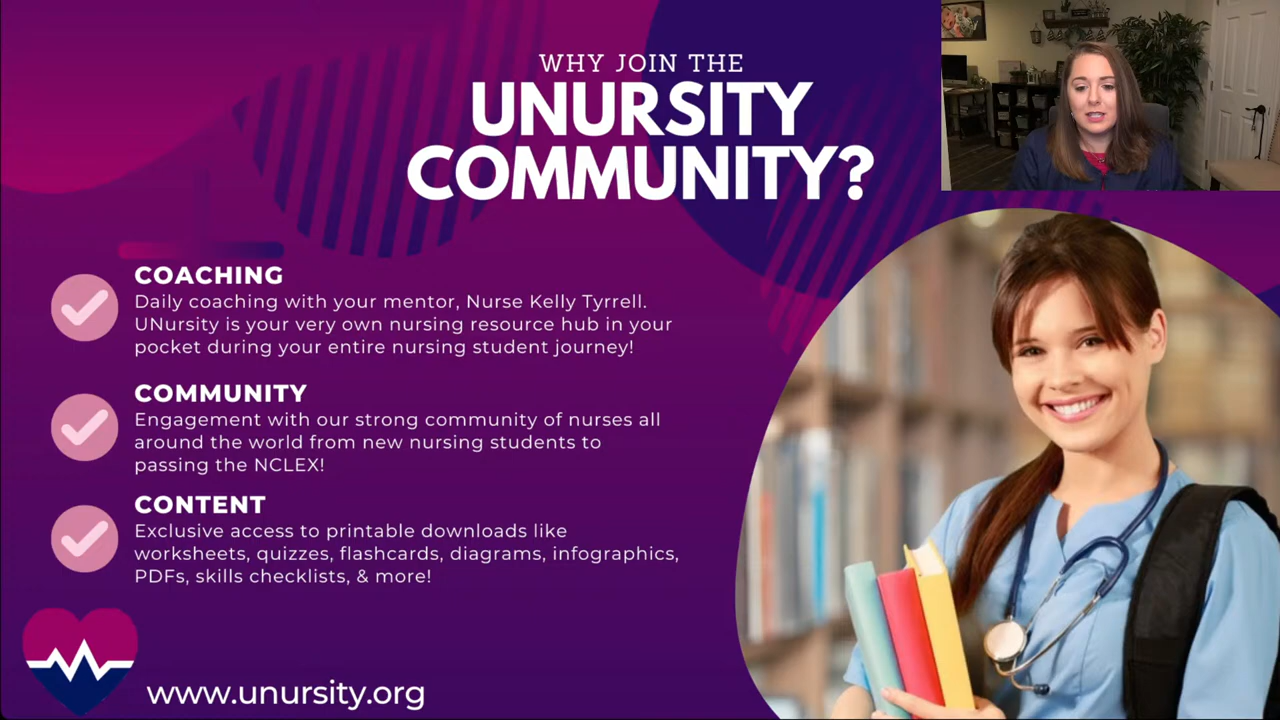 WHY JOIN THE
UNURSITY
COMMUNITY?
COACHING
Daily coaching with your mentor, Nurse Kelly Tyrrell.
UNursity is your very own nursing resource hub in your
pocket during your entire nursing student journey!
COMMUNITY
Engagement with our strong community of nurses all
around the world from new nursing students to
passing the NCLEX!
CONTENT
Exclusive access to printable downloads like
worksheets, quizzes, flashcards, diagrams, infographics,
PDFs, skills checklists, & more!
www.unursity.org